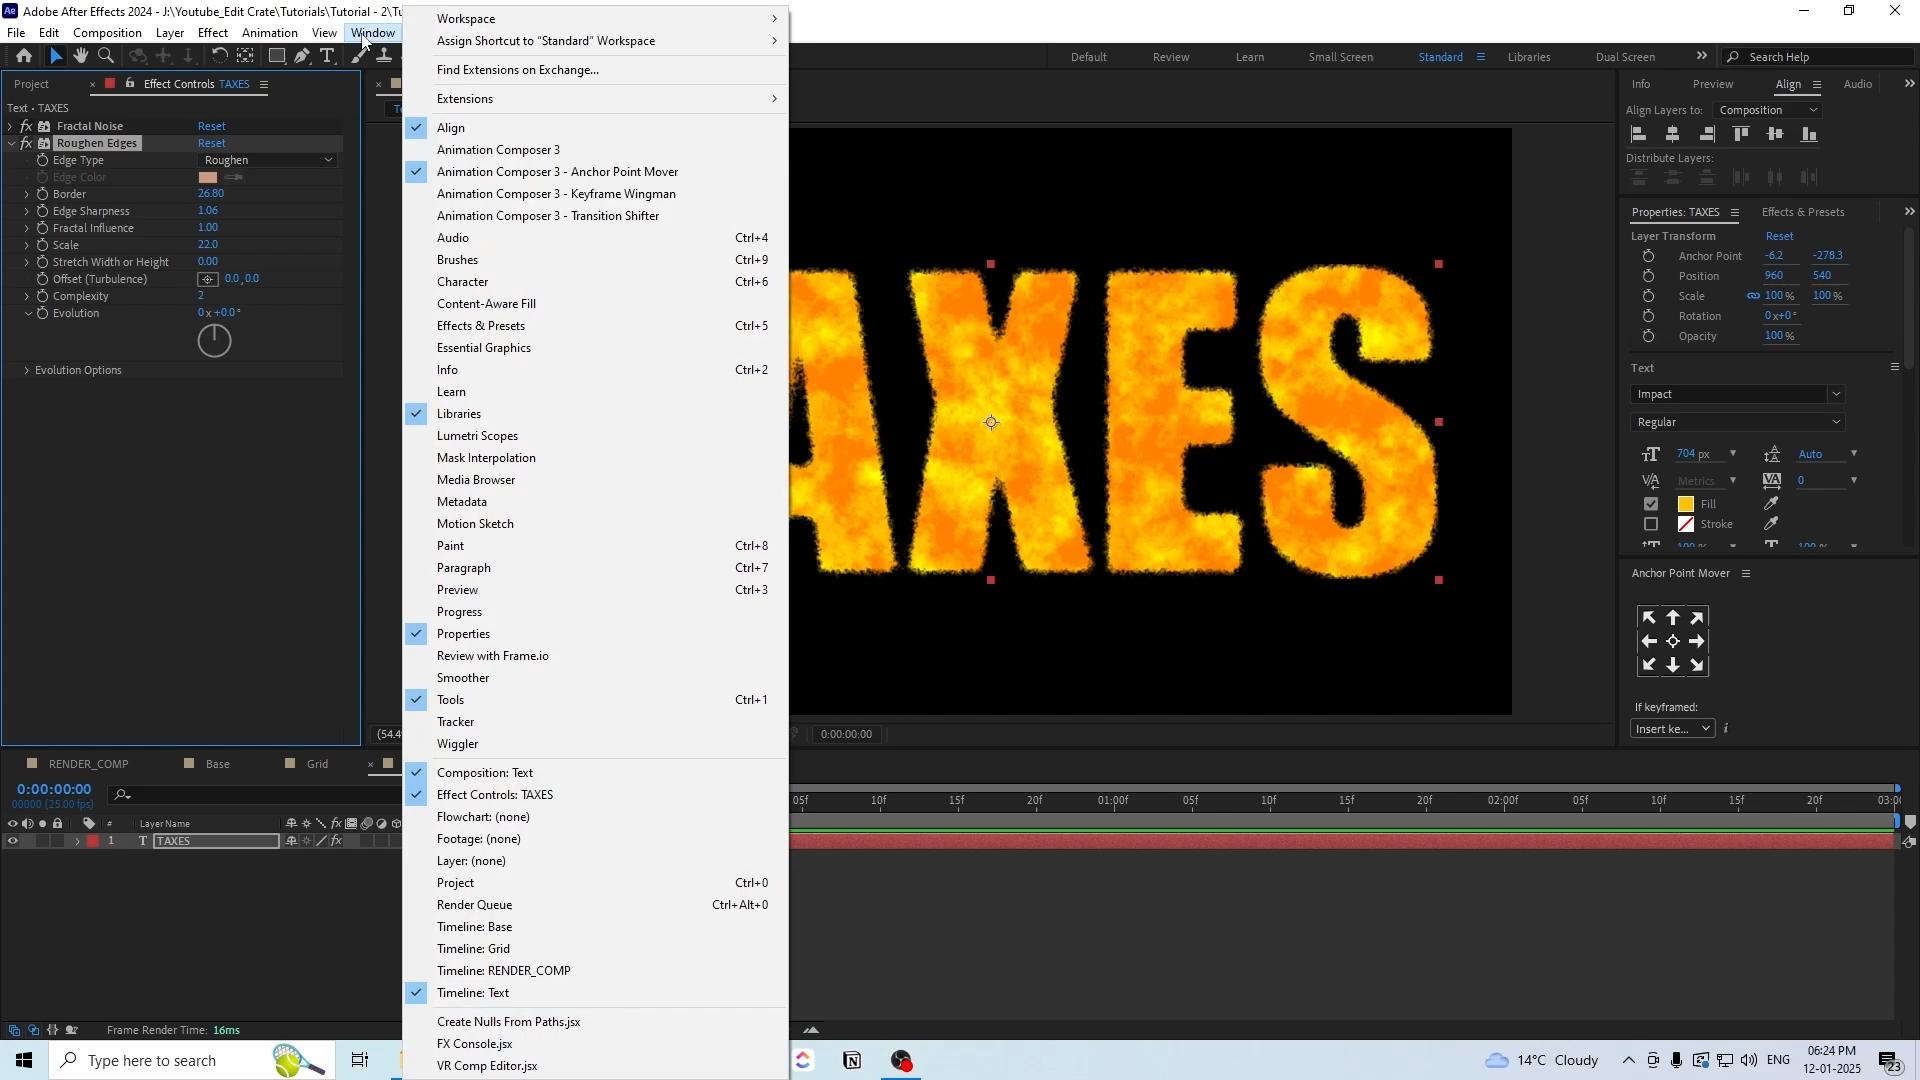 Adobe After Effects 2024 - J:\Youtube_Edit Crate\Tutorials\Tutorial - 2\Tu
File Edit Composition Layer Effect Animation View Window
Default Review Learn Small Screen Standard Libraries Dual Screen Search Help
Project
Effect Controls TAXES
Text • TAXES
Fractal Noise Reset
Roughen Edges Reset
Edge Type Roughen
Edge Color
Border 26.80
Edge Sharpness 1.06
Fractal Influence 1.00
Scale 22.0
Stretch Width or Height 0.00
Offset (Turbulence) 0.0,0.0
Complexity 2
Evolution 0x+0.0°
Evolution Options
Workspace
Assign Shortcut to “Standard” Workspace
Find Extensions on Exchange...
Extensions
Align
Animation Composer 3
Animation Composer 3 - Anchor Point Mover
Animation Composer 3 - Keyframe Wingman
Animation Composer 3 - Transition Shifter
Audio Ctrl+4
Brushes Ctrl+9
Character Ctrl+6
Content-Aware Fill
Effects & Presets Ctrl+5
Essential Graphics
Info Ctrl+2
Learn
Libraries
Lumetri Scopes
Mask Interpolation
Media Browser
Metadata
Motion Sketch
Paint Ctrl+8
Paragraph Ctrl+7
Preview Ctrl+3
Progress
Properties
Review with Frame.io
Smoother
Tools Ctrl+1
Tracker
Wiggler
Composition: Text
Effect Controls: TAXES
Flowchart: (none)
Footage: (none)
Layer: (none)
Project Ctrl+0
Render Queue Ctrl+Alt+0
Timeline: Base
Timeline: Grid
Timeline: RENDER_COMP
Timeline: Text
Create Nulls From Paths.jsx
FX Console.jsx
VR Comp Editor.jsx
AXES
(54.4
0:00:00:00
Info Preview Align Audio
Align Layers to: Composition
Distribute Layers:
Properties: TAXES Effects & Presets
Layer Transform Reset
Anchor Point -6.2 -278.3
Position 960 540
Scale 100 % 100 %
Rotation 0x+0°
Opacity 100 %
Text
Impact
Regular
704 px Auto
Metrics 0
Fill
Stroke
Anchor Point Mover
If keyframed:
Insert ke...
RENDER_COMP Base Grid
0:00:00:00
00000 (25.00 fps)
# Layer Name
1 T TAXES
05f 10f 15f 20f 01:00f 05f 10f 15f 20f 02:00f 05f 10f 15f 20f 03:00
Frame Render Time: 16ms
Type here to search
14°C Cloudy
ENG
06:24 PM
12-01-2025
23